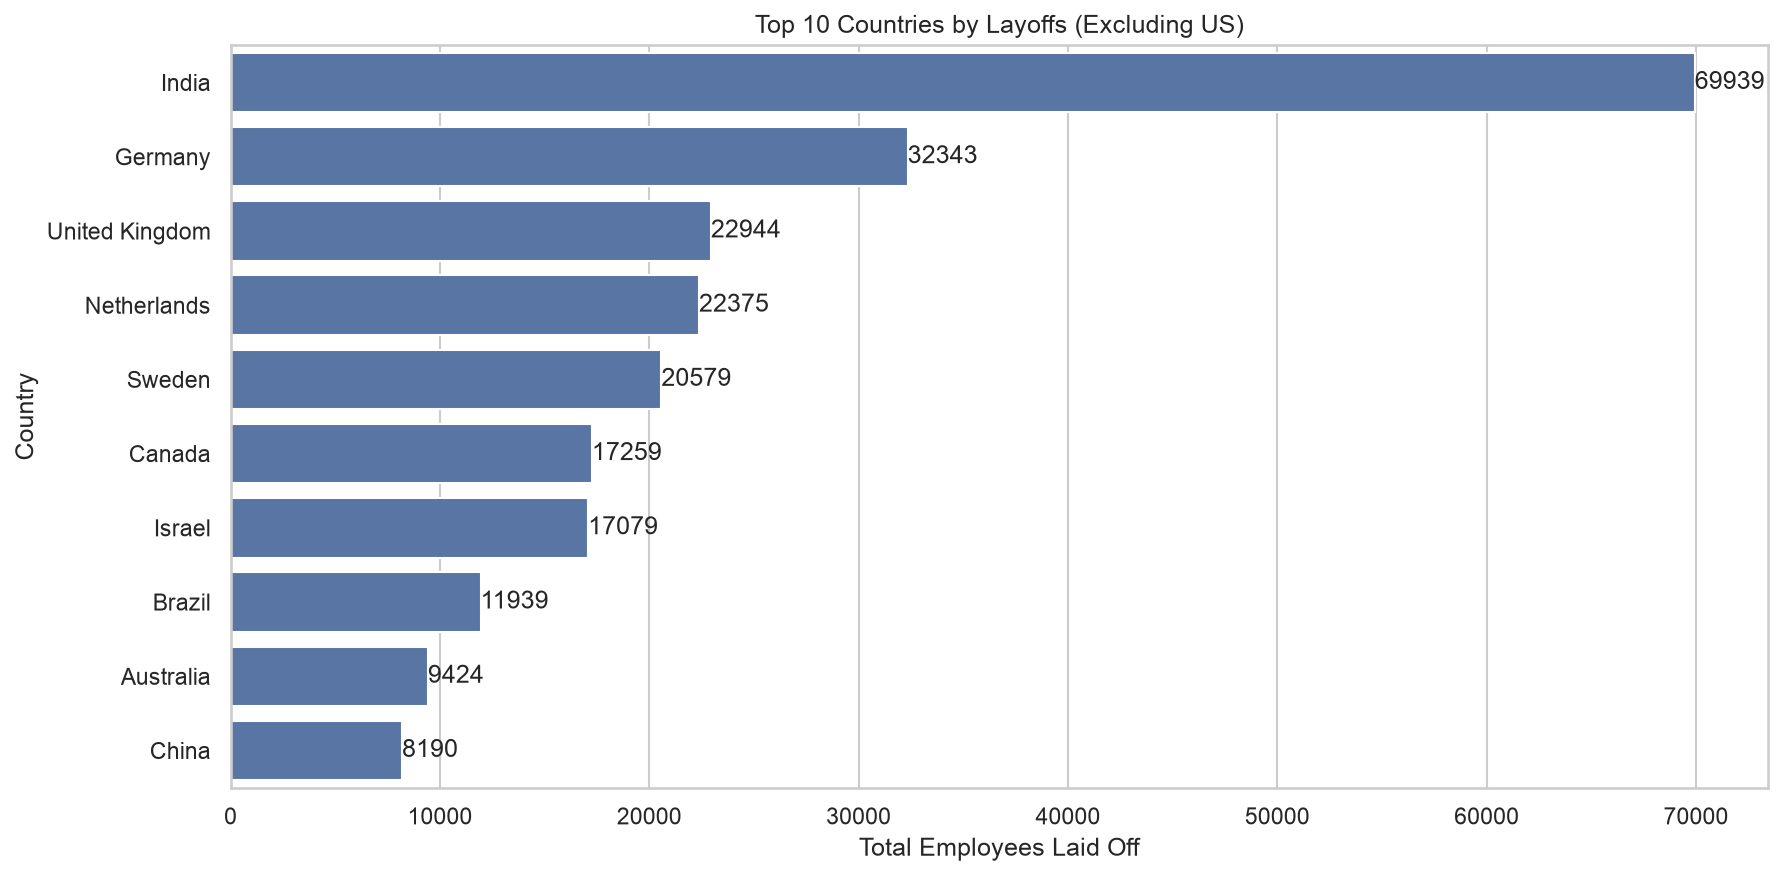 Top 10 Countries by Layoffs (Excluding US)
India 69939
Germany 32343
United Kingdom 22944
Netherlands 22375
Sweden 20579
Canada 17259
Israel 17079
Brazil 11939
Australia 9424
China 8190
Country
0 10000 20000 30000 40000 50000 60000 70000
Total Employees Laid Off